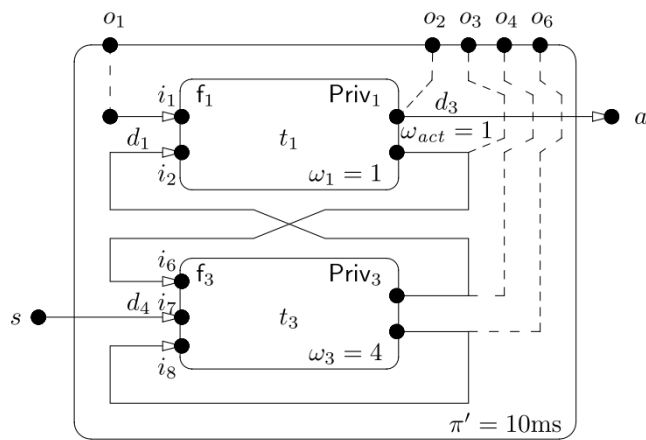 o₁ o₂ o₃ o₄ o₆
i₁ f₁ Priv₁ d₃ a
d₁ t₁ ω_act = 1
i₂ ω₁ = 1
i₆ f₃ Priv₃
s d₄ i₇ t₃
i₈ ω₃ = 4
π′ = 10ms